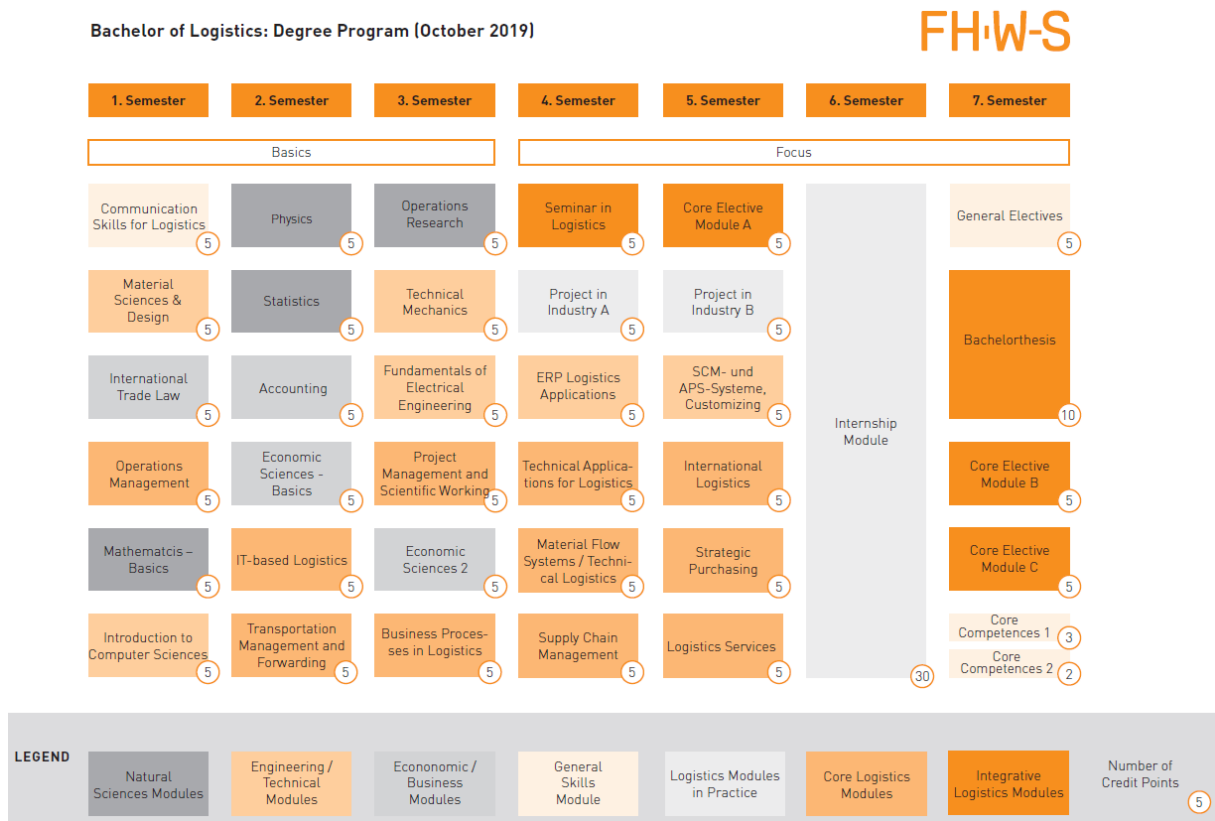 Bachelor of Logistics: Degree Program (October 2019)
FH·W-S
1. Semester
2. Semester
3. Semester
4. Semester
5. Semester
6. Semester
7. Semester
Basics
Focus
Communication
Skills for Logistics
5
Physics
5
Operations
Research
5
Seminar in
Logistics
5
Core Elective
Module A
5
General Electives
5
Material
Sciences &
Design
5
Statistics
5
Technical
Mechanics
5
Project in
Industry A
5
Project in
Industry B
5
Bachelorthesis
10
International
Trade Law
5
Accounting
5
Fundamentals of
Electrical
Engineering
5
ERP Logistics
Applications
5
SCM- und
APS-Systeme,
Customizing
5
Internship
Module
30
Operations
Management
5
Economic
Sciences -
Basics
5
Project
Management and
Scientific Working
5
Technical Applica-
tions for Logistics
5
International
Logistics
5
Core Elective
Module B
5
Mathematcis –
Basics
5
IT-based Logistics
5
Economic
Sciences 2
5
Material Flow
Systems / Techni-
cal Logistics
5
Strategic
Purchasing
5
Core Elective
Module C
5
Introduction to
Computer Sciences
5
Transportation
Management and
Forwarding
5
Business Proces-
ses in Logistics
5
Supply Chain
Management
5
Logistics Services
5
Core
Competences 1
3
Core
Competences 2
2
LEGEND
Natural
Sciences Modules
Engineering /
Technical
Modules
Econonomic /
Business
Modules
General
Skills
Module
Logistics Modules
in Practice
Core Logistics
Modules
Integrative
Logistics Modules
Number of
Credit Points
5